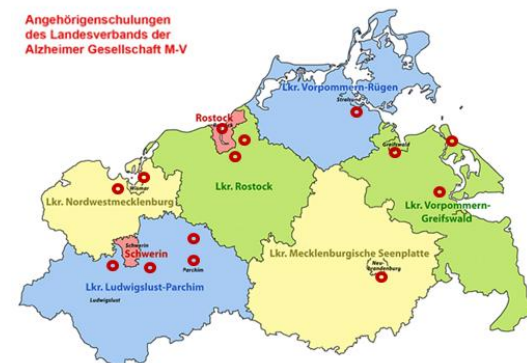 Angehörigenschulungen
des Landesverbands der
Alzheimer Gesellschaft M-V
Lkr. Vorpommern-Rügen
Stralsund
Rostock
Greifswald
Wismar
Lkr. Nordwestmecklenburg
Lkr. Rostock
Lkr. Vorpommern-
Greifswald
Schwerin
Schwerin
Lkr. Mecklenburgische Seenplatte
Parchim
Neu-
brandenburg
Lkr. Ludwigslust-Parchim
Ludwigslust